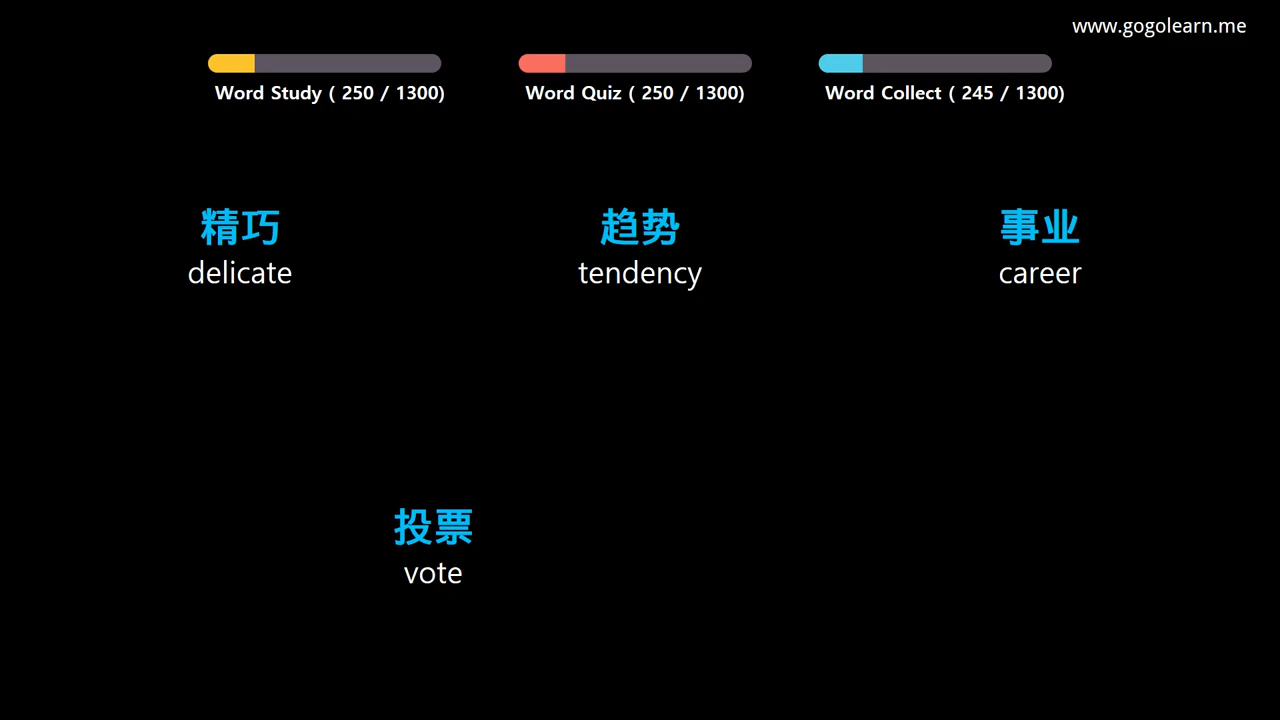 www.gogolearn.me
Word Study ( 250 / 1300)
Word Quiz ( 250 / 1300)
Word Collect ( 245 / 1300)
精巧
delicate
趋势
tendency
事业
career
投票
vote